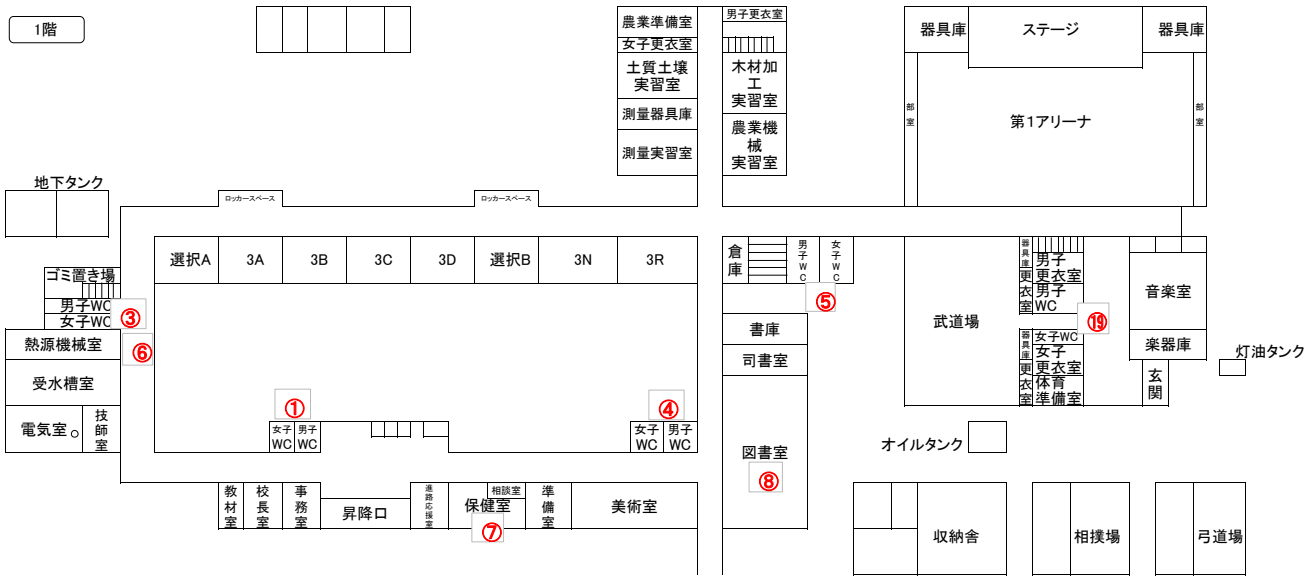 1階
農業準備室
男子更衣室
女子更衣室
土質土壌
実習室
木材加
工
実習室
測量器具庫
農業機
械
実習室
測量実習室
器具庫
ステージ
器具庫
部室
第1アリーナ
部室
地下タンク
ロッカースペース
ロッカースペース
選択A
3A
3B
3C
3D
選択B
3N
3R
倉庫
男子WC
女子WC
⑤
ゴミ置き場
男子WC
女子WC
③
熱源機械室
⑥
受水槽室
電気室
技師室
①
女子
WC
男子
WC
④
女子
WC
男子
WC
書庫
司書室
図書室
⑧
武道場
器具庫
男子
更衣室
更衣室
男子
WC
⑲
器具庫
女子WC
女子
更衣室
更衣室
体育
準備室
音楽室
楽器庫
玄関
灯油タンク
オイルタンク
教材室
校長室
事務室
昇降口
進路応援室
保健室
相談室
⑦
準備室
美術室
収納舎
相撲場
弓道場